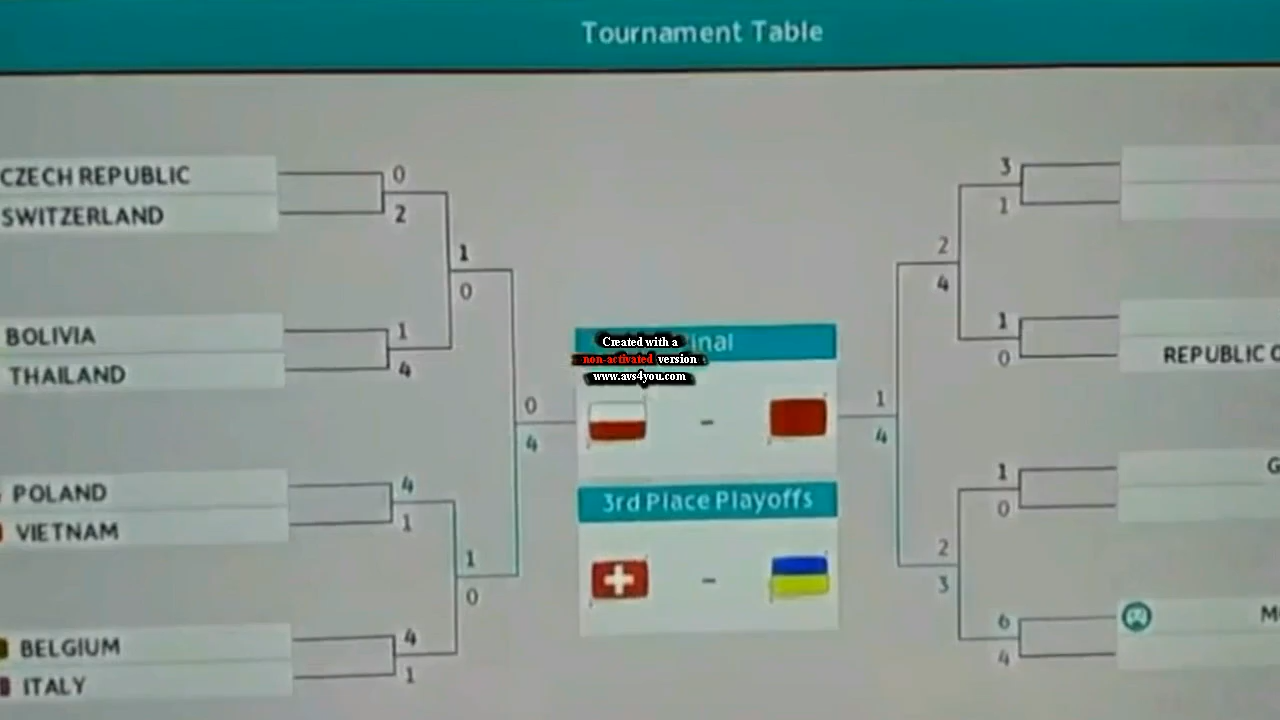 Tournament Table
CZECH REPUBLIC 0
SWITZERLAND 2
1
0
BOLIVIA 1
THAILAND 4
0
4
POLAND 4
VIETNAM 1
1
0
BELGIUM 4
ITALY 1
Created with a
non-activated version
www.avs4you.com
-
3rd Place Playoffs
-
3
1
2
4
1
0 REPUBLIC
1
4
1
0
2
3
6
4